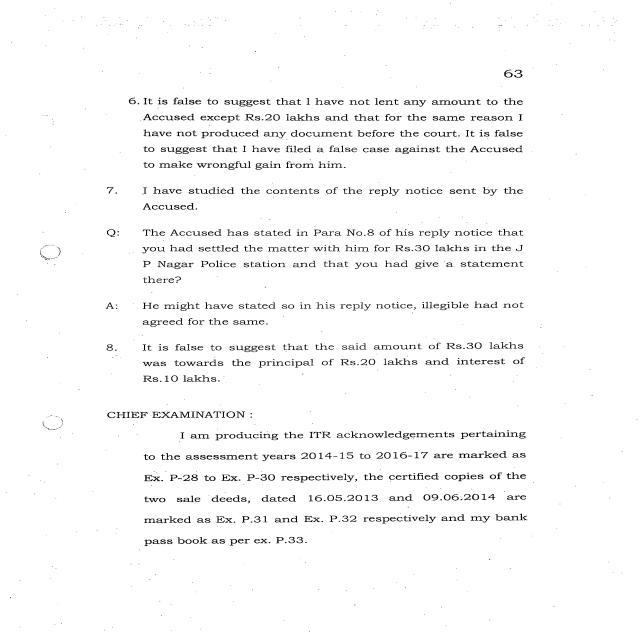 63
6. It is false to suggest that I have not lent any amount to the
Accused except Rs.20 lakhs and that for the same reason I
have not produced any document before the court. It is false
to suggest that I have filed a false case against the Accused
to make wrongful gain from him.
7. I have studied the contents of the reply notice sent by the
Accused.
Q: The Accused has stated in Para No.8 of his reply notice that
you had settled the matter with him for Rs.30 lakhs in the J
P Nagar Police station and that you had give a statement
there?
A: He might have stated so in his reply notice, illegible had not
agreed for the same.
8. It is false to suggest that the said amount of Rs.30 lakhs
was towards the principal of Rs.20 lakhs and interest of
Rs.10 lakhs.
CHIEF EXAMINATION :
I am producing the ITR acknowledgements pertaining
to the assessment years 2014-15 to 2016-17 are marked as
Ex. P-28 to Ex. P-30 respectively, the certified copies of the
two sale deeds, dated 16.05.2013 and 09.06.2014 are
marked as Ex. P.31 and Ex. P.32 respectively and my bank
pass book as per ex. P.33.